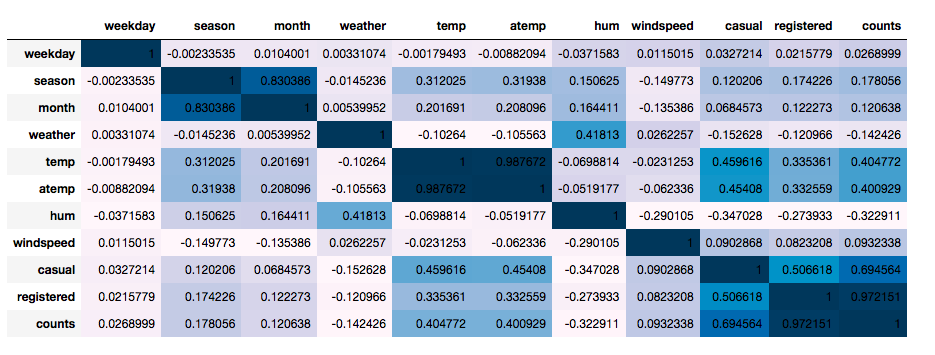 weekday season month weather temp atemp hum windspeed casual registered counts
weekday 1 -0.00233535 0.0104001 0.00331074 -0.00179493 -0.00882094 -0.0371583 0.0115015 0.0327214 0.0215779 0.0268999
season -0.00233535 1 0.830386 -0.0145236 0.312025 0.31938 0.150625 -0.149773 0.120206 0.174226 0.178056
month 0.0104001 0.830386 1 0.00539952 0.201691 0.208096 0.164411 -0.135386 0.0684573 0.122273 0.120638
weather 0.00331074 -0.0145236 0.00539952 1 -0.10264 -0.105563 0.41813 0.0262257 -0.152628 -0.120966 -0.142426
temp -0.00179493 0.312025 0.201691 -0.10264 1 0.987672 -0.0698814 -0.0231253 0.459616 0.335361 0.404772
atemp -0.00882094 0.31938 0.208096 -0.105563 0.987672 1 -0.0519177 -0.062336 0.45408 0.332559 0.400929
hum -0.0371583 0.150625 0.164411 0.41813 -0.0698814 -0.0519177 1 -0.290105 -0.347028 -0.273933 -0.322911
windspeed 0.0115015 -0.149773 -0.135386 0.0262257 -0.0231253 -0.062336 -0.290105 1 0.0902868 0.0823208 0.0932338
casual 0.0327214 0.120206 0.0684573 -0.152628 0.459616 0.45408 -0.347028 0.0902868 1 0.506618 0.694564
registered 0.0215779 0.174226 0.122273 -0.120966 0.335361 0.332559 -0.273933 0.0823208 0.506618 1 0.972151
counts 0.0268999 0.178056 0.120638 -0.142426 0.404772 0.400929 -0.322911 0.0932338 0.694564 0.972151 1